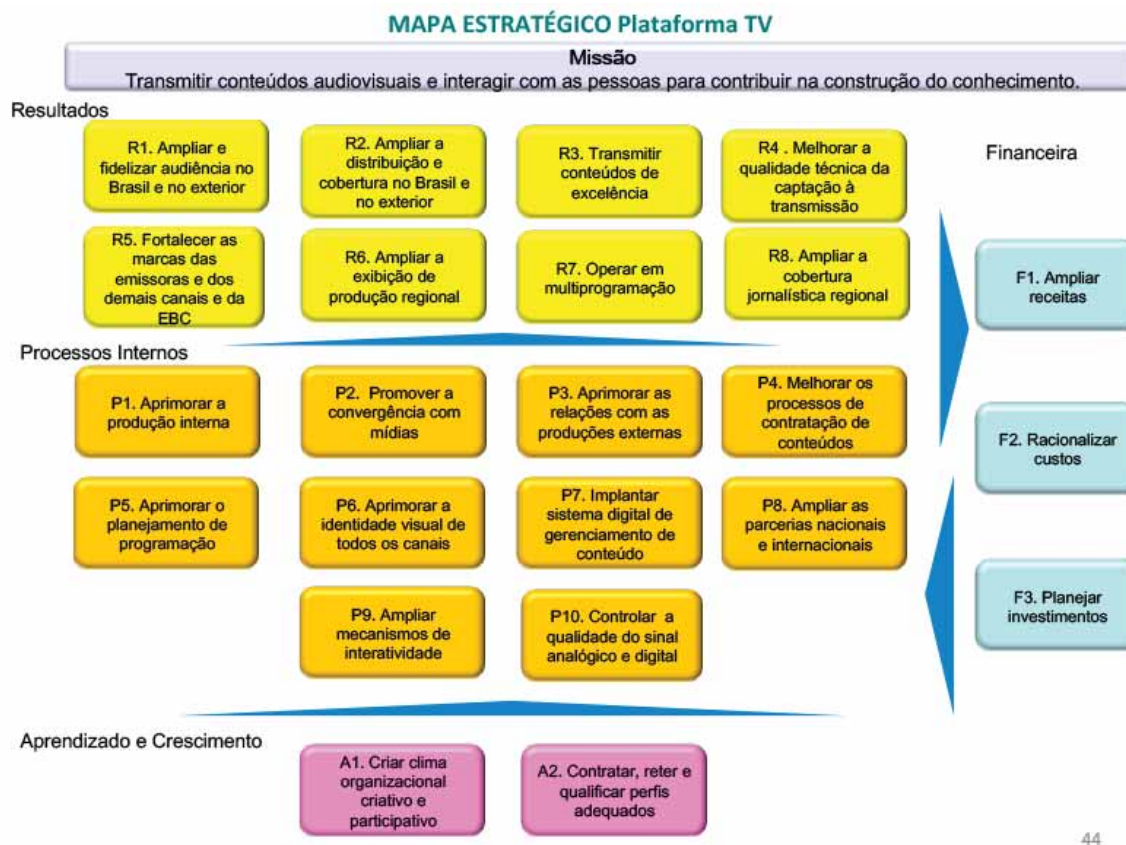 MAPA ESTRATÉGICO Plataforma TV
Missão
Transmitir conteúdos audiovisuais e interagir com as pessoas para contribuir na construção do conhecimento.
Resultados
R1. Ampliar e
fidelizar audiência no
Brasil e no exterior
R2. Ampliar a
distribuição e
cobertura no Brasil e
no exterior
R3. Transmitir
conteúdos de
excelência
R4 . Melhorar a
qualidade técnica da
captação à
transmissão
R5. Fortalecer as
marcas das
emissoras e dos
demais canais e da
EBC
R6. Ampliar a
exibição de
produção regional
R7. Operar em
multiprogramação
R8. Ampliar a
cobertura
jornalística regional
Processos Internos
P1. Aprimorar a
produção interna
P2. Promover a
convergência com
mídias
P3. Aprimorar as
relações com as
produções externas
P4. Melhorar os
processos de
contratação de
conteúdos
P5. Aprimorar o
planejamento de
programação
P6. Aprimorar a
identidade visual de
todos os canais
P7. Implantar
sistema digital de
gerenciamento de
conteúdo
P8. Ampliar as
parcerias nacionais
e internacionais
P9. Ampliar
mecanismos de
interatividade
P10. Controlar a
qualidade do sinal
analógico e digital
Aprendizado e Crescimento
A1. Criar clima
organizacional
criativo e
participativo
A2. Contratar, reter e
qualificar perfis
adequados
Financeira
F1. Ampliar
receitas
F2. Racionalizar
custos
F3. Planejar
investimentos
44